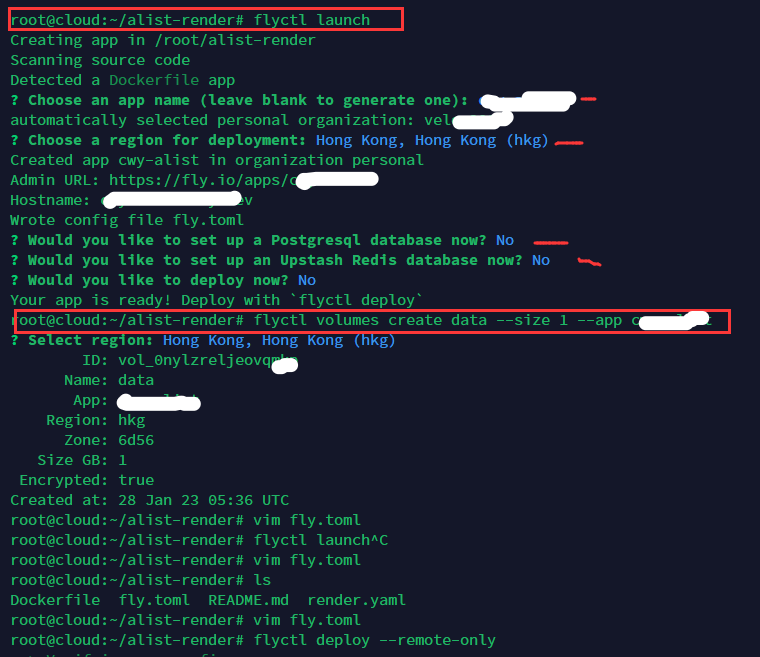 root@cloud:~/alist-render# flyctl launch
Creating app in /root/alist-render
Scanning source code
Detected a Dockerfile app
? Choose an app name (leave blank to generate one):
automatically selected personal organization: vel
? Choose a region for deployment: Hong Kong, Hong Kong (hkg)
Created app cwy-alist in organization personal
Admin URL: https://fly.io/apps/c
Hostname:
Wrote config file fly.toml
? Would you like to set up a Postgresql database now? No
? Would you like to set up an Upstash Redis database now? No
? Would you like to deploy now? No
Your app is ready! Deploy with `flyctl deploy`
root@cloud:~/alist-render# flyctl volumes create data --size 1 --app c
? Select region: Hong Kong, Hong Kong (hkg)
ID: vol_0nylzreljeovqm
Name: data
App:
Region: hkg
Zone: 6d56
Size GB: 1
Encrypted: true
Created at: 28 Jan 23 05:36 UTC
root@cloud:~/alist-render# vim fly.toml
root@cloud:~/alist-render# flyctl launch^C
root@cloud:~/alist-render# vim fly.toml
root@cloud:~/alist-render# ls
Dockerfile fly.toml README.md render.yaml
root@cloud:~/alist-render# vim fly.toml
root@cloud:~/alist-render# flyctl deploy --remote-only